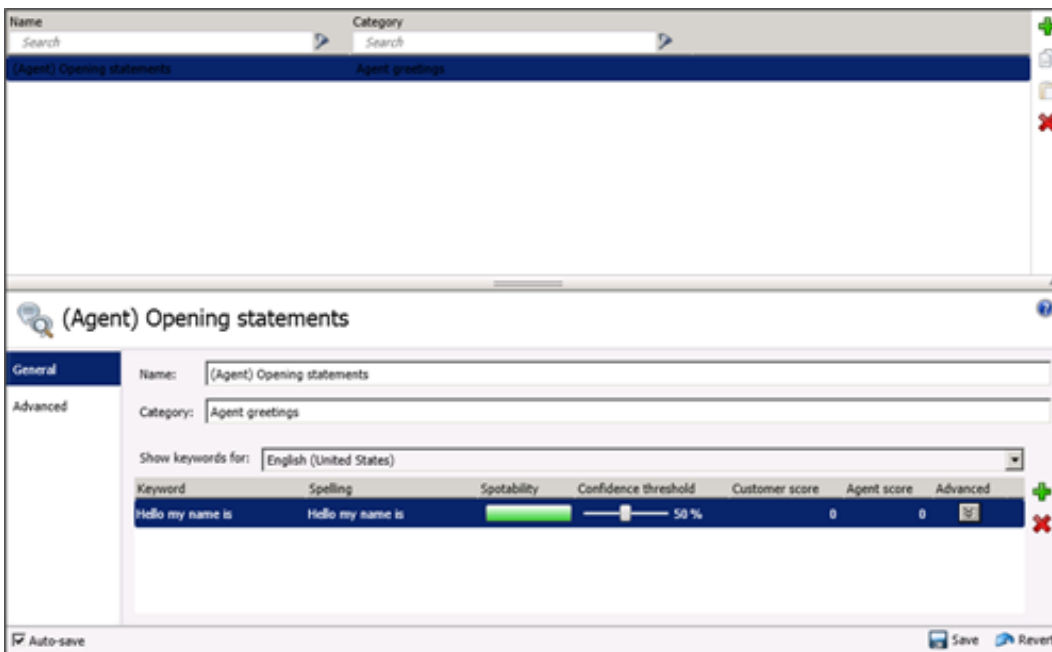 Name Category
Search Search
(Agent) Opening statements Agent greetings
(Agent) Opening statements
General
Advanced
Name: (Agent) Opening statements
Category: Agent greetings
Show keywords for: English (United States)
Keyword Spelling Spotability Confidence threshold Customer score Agent score Advanced
Hello my name is Hello my name is 50 % 0 0
Auto-save Save Revert